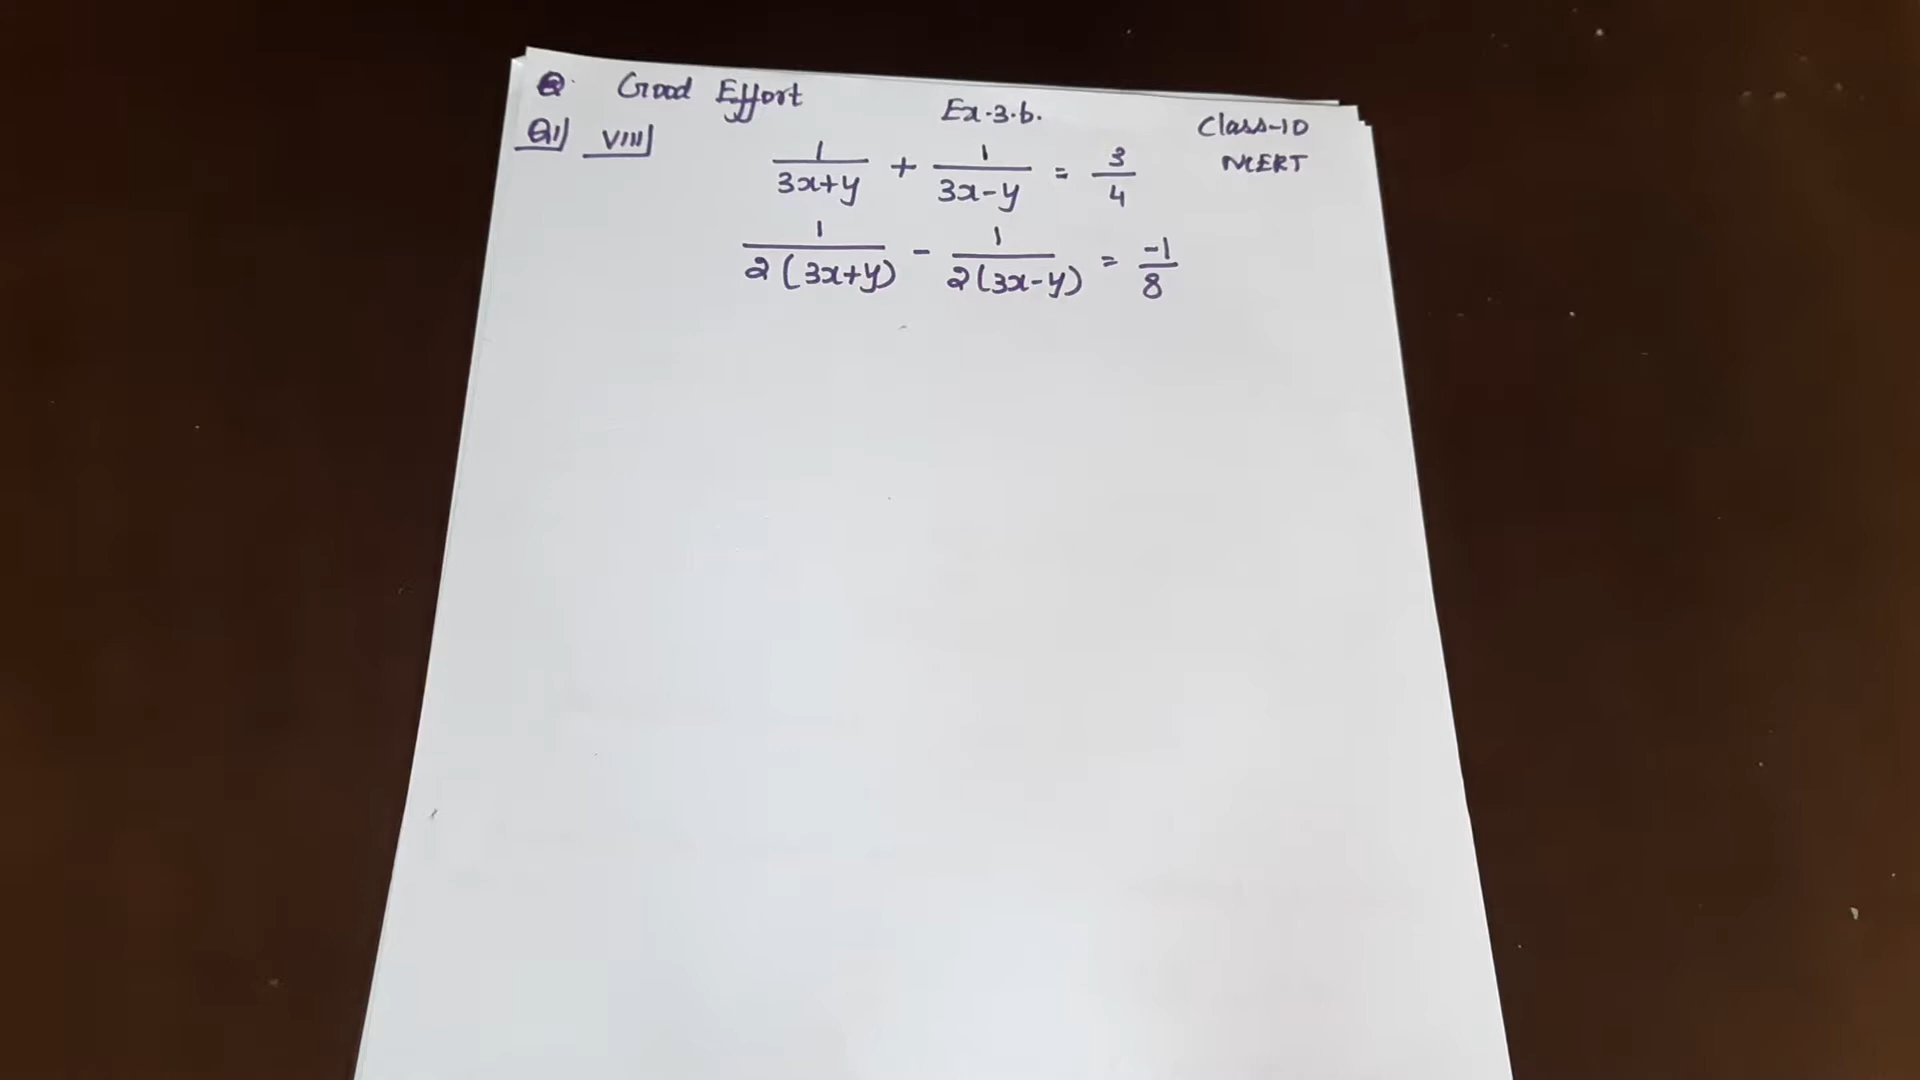 Q. Good Effort Ex-3.b. Class-10
Q1) VIII) NCERT
1/(3x+y) + 1/(3x-y) = 3/4
1/(2(3x+y)) - 1/(2(3x-y)) = -1/8